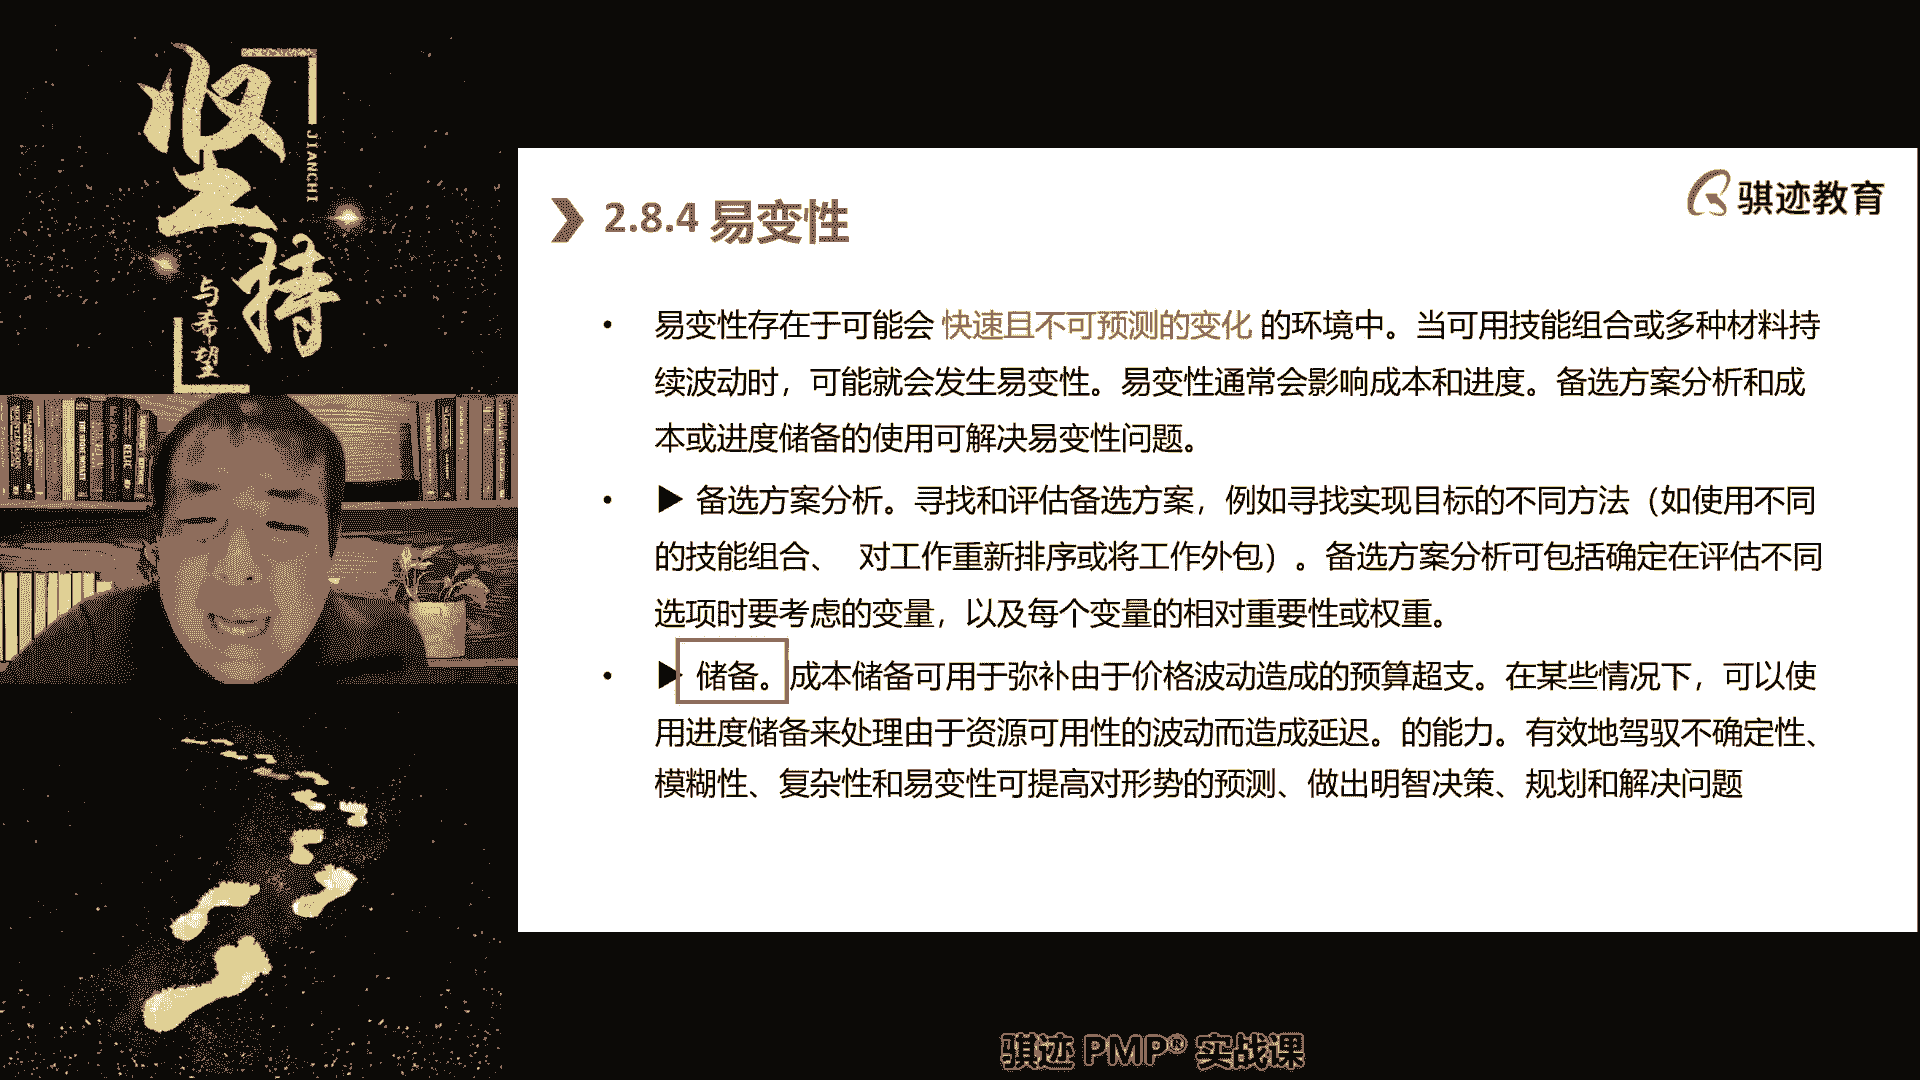 坚持
JIANCHI
与希望
骐迹教育
2.8.4 易变性
• 易变性存在于可能会 快速且不可预测的变化 的环境中。当可用技能组合或多种材料持
续波动时，可能就会发生易变性。易变性通常会影响成本和进度。备选方案分析和成
本或进度储备的使用可解决易变性问题。
• ▶ 备选方案分析。寻找和评估备选方案，例如寻找实现目标的不同方法（如使用不同
的技能组合、 对工作重新排序或将工作外包）。备选方案分析可包括确定在评估不同
选项时要考虑的变量，以及每个变量的相对重要性或权重。
• ▶ 储备。成本储备可用于弥补由于价格波动造成的预算超支。在某些情况下，可以使
用进度储备来处理由于资源可用性的波动而造成延迟。的能力。有效地驾驭不确定性、
模糊性、复杂性和易变性可提高对形势的预测、做出明智决策、规划和解决问题
骐迹 PMP® 实战课